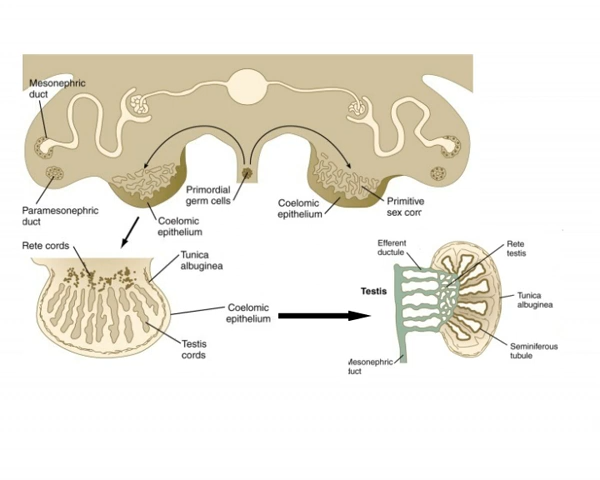 Mesonephric
duct
Primordial
germ cells
Coelomic
epithelium
Primitive
sex corr
Paramesonephric
duct
Coelomic
epithelium
Rete cords
Tunica
albuginea
Coelomic
epithelium
Testis
cords
Efferent
ductule
Rete
testis
Testis
Tunica
albuginea
Seminiferous
tubule
Mesonephric
duct